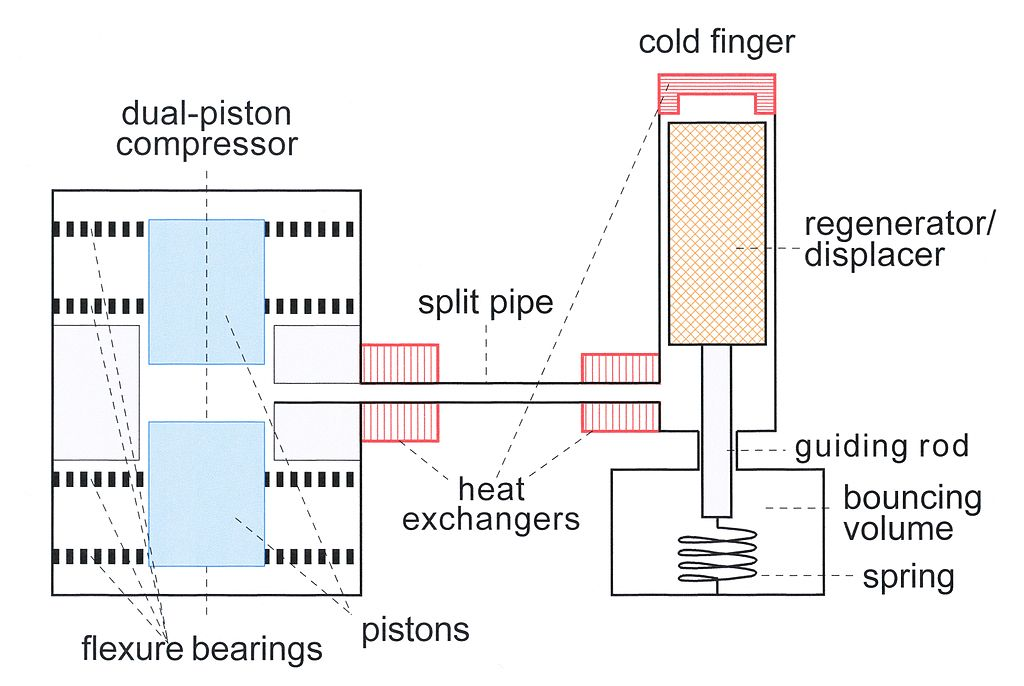 cold finger
dual-piston
compressor
regenerator/
displacer
split pipe
guiding rod
heat
exchangers
bouncing
volume
spring
pistons
flexure bearings